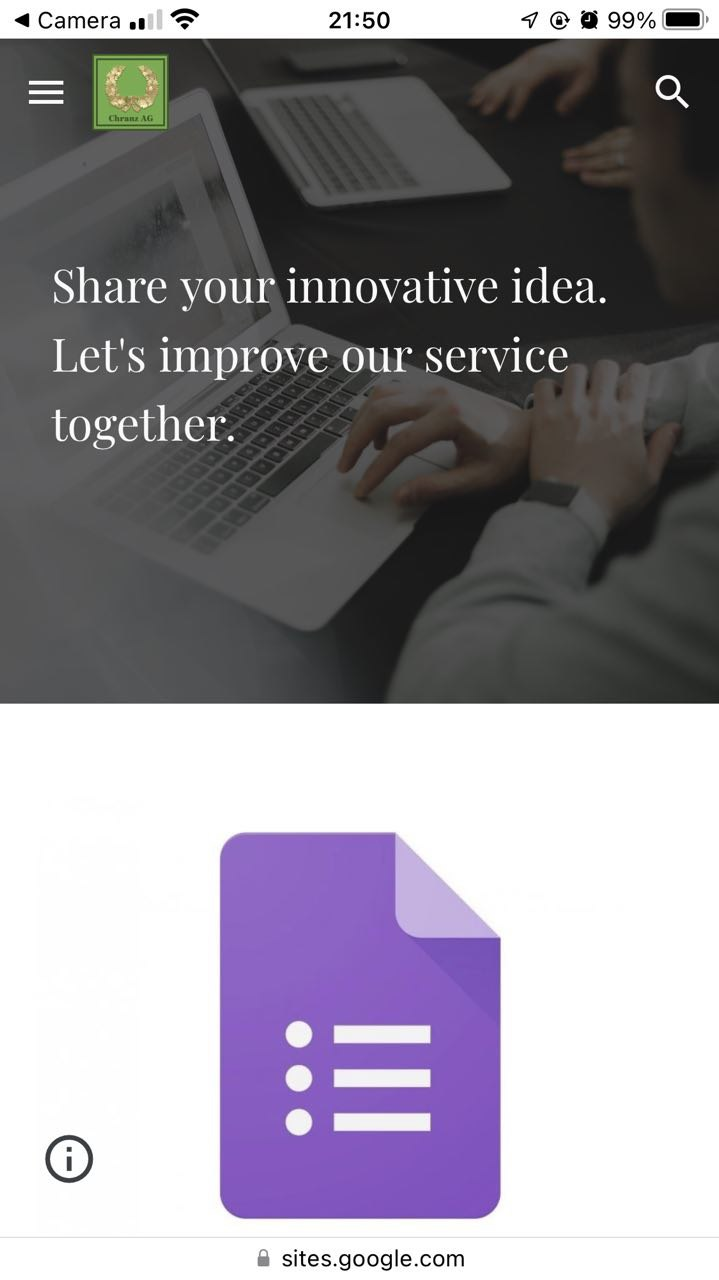 Camera
21:50
99%
Chranz AG
Share your innovative idea.
Let's improve our service
together.
sites.google.com